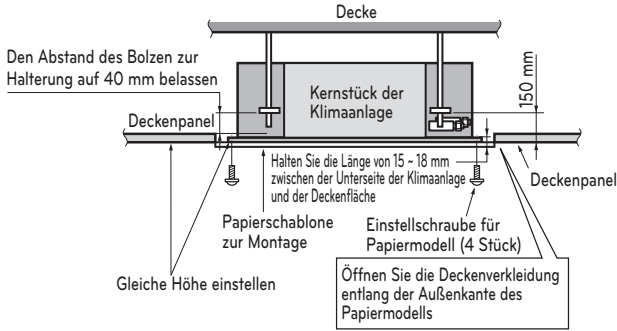 Decke
Den Abstand des Bolzen zur
Halterung auf 40 mm belassen
Kernstück der
Klimaanlage
150 mm
Deckenpanel
Halten Sie die Länge von 15 ~ 18 mm
zwischen der Unterseite der Klimaanlage
und der Deckenfläche
Deckenpanel
Papierschablone
zur Montage
Einstellschraube für
Papiermodell (4 Stück)
Gleiche Höhe einstellen
Öffnen Sie die Deckenverkleidung
entlang der Außenkante des
Papiermodells